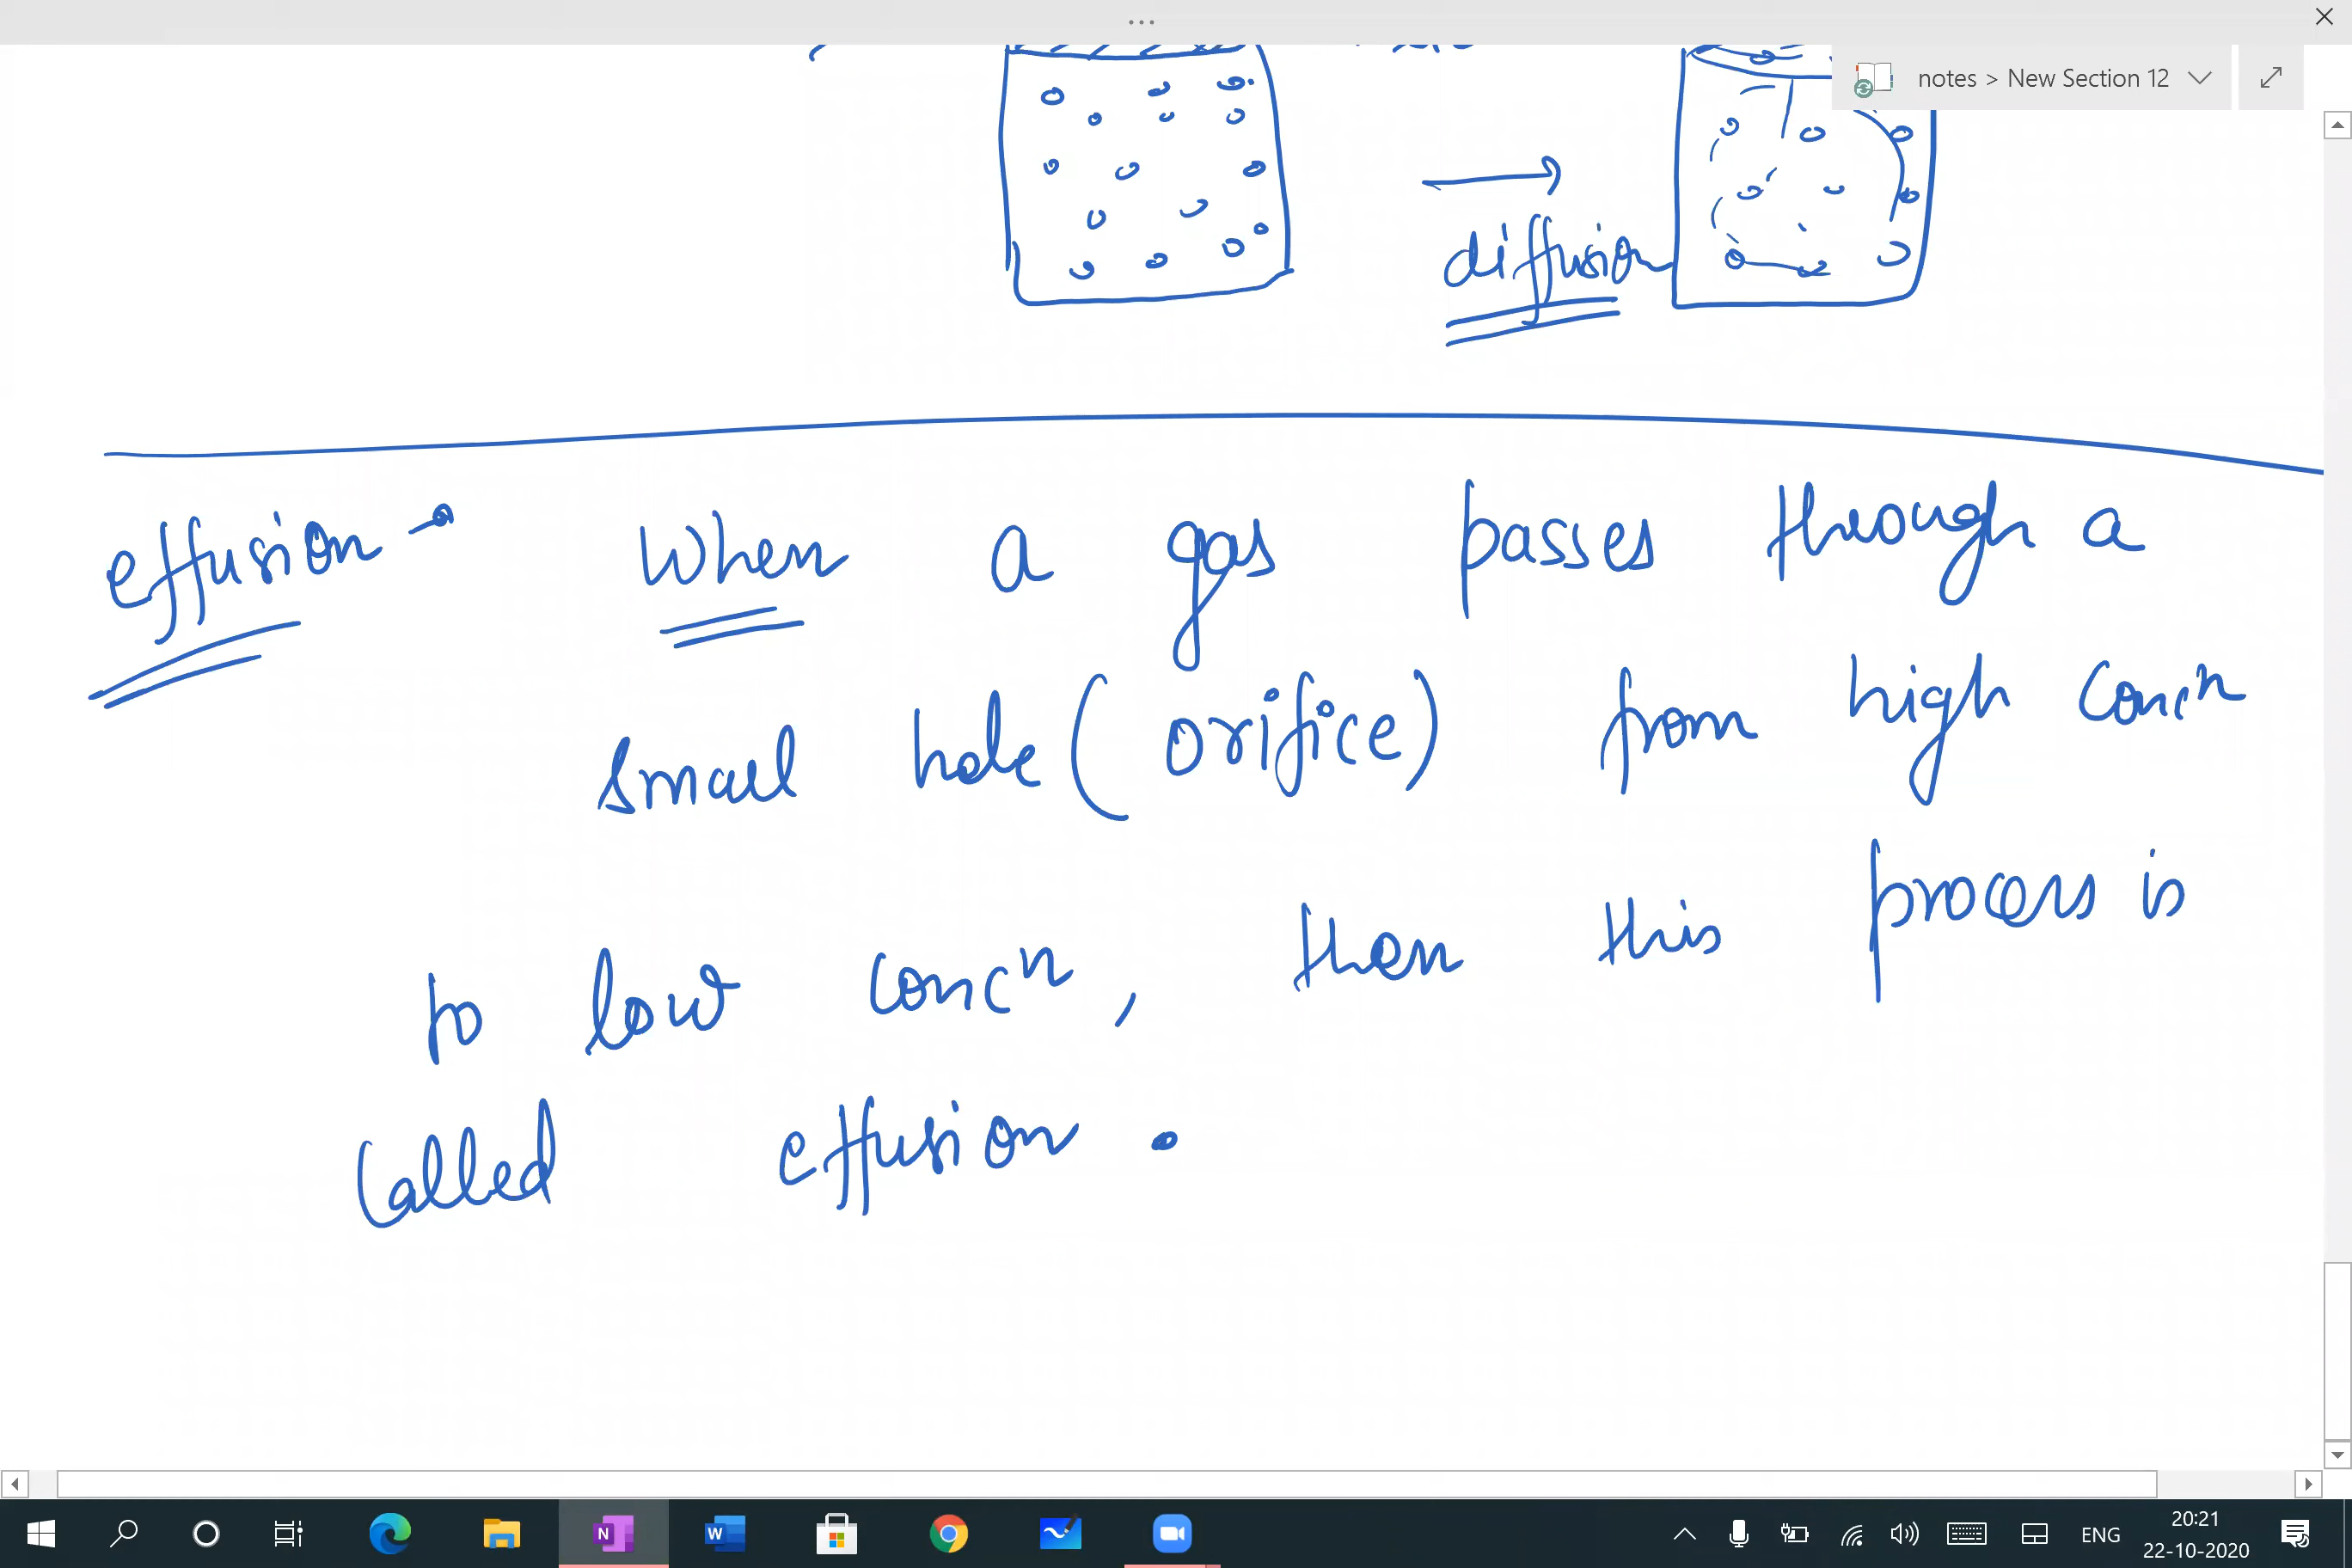 notes > New Section 12
diffusion
effusion → When a gas passes through a
small hole (orifice) from high concn
to low concn, then this process is
called effusion.
N
W
ENG
20:21
22-10-2020